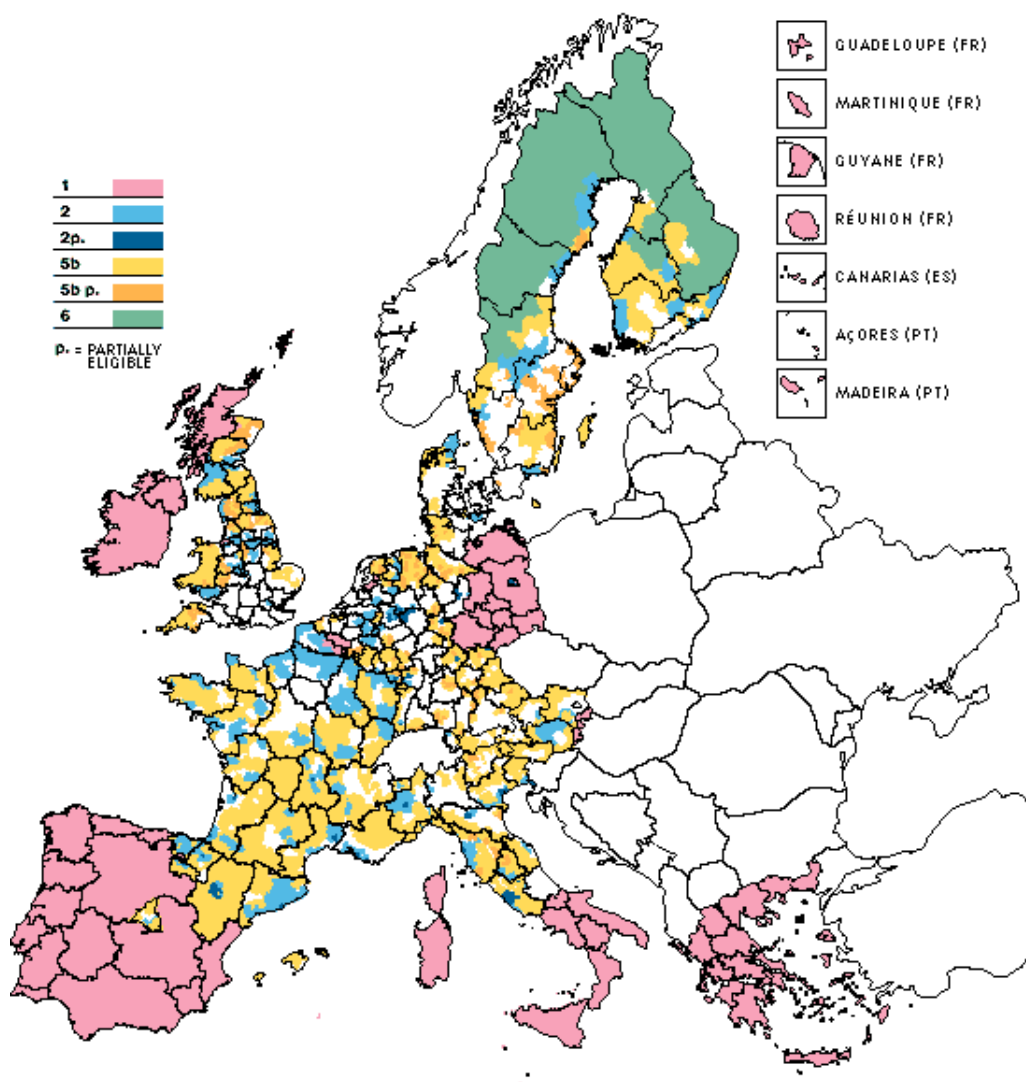 1
2
2p.
5b
5b p.
6
p. = PARTIALLY
ELIGIBLE
GUADELOUPE (FR)
MARTINIQUE (FR)
GUYANE (FR)
RÉUNION (FR)
CANARIAS (ES)
AÇORES (PT)
MADEIRA (PT)